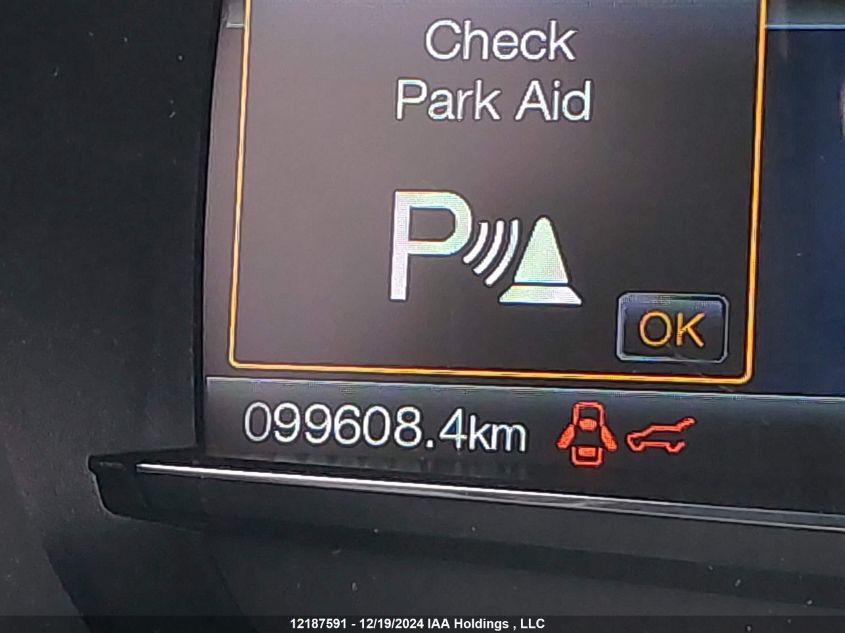 Check
Park Aid
P
OK
099608.4km
12187591 - 12/19/2024 IAA Holdings , LLC